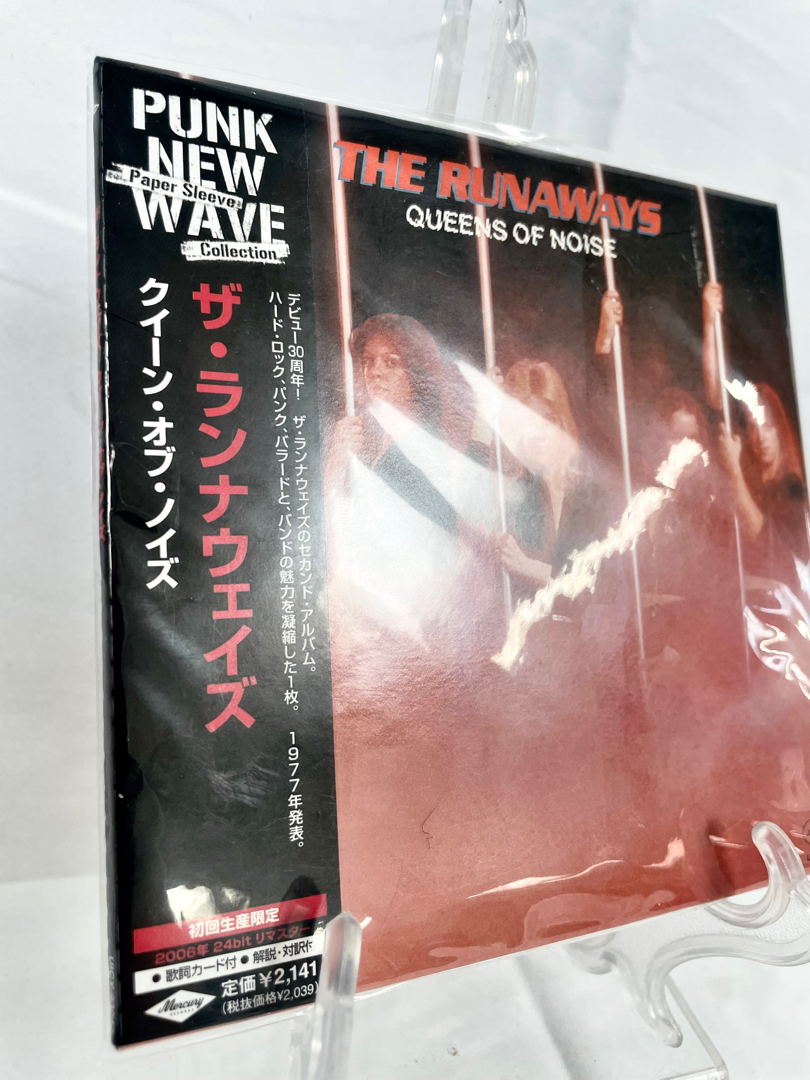 PUNK
NEW
Paper Sleeve
WAVE
Collection
THE RUNAWAYS
QUEENS OF NOISE
デビュー30周年! ザ・ランナウェイズのセカンド・アルバム。
ハード・ロック、パンク、バラードと、バンドの魅力を凝縮した1枚。 1977年発表。
ザ・ランナウェイズ
クイーン・オブ・ノイズ
初回生産限定
2006年 24bit リマスター
● 歌詞カード付 ● 解説・対訳付
定価 ¥2,141
(税抜価格¥2,039)
Mercury
RECORDS